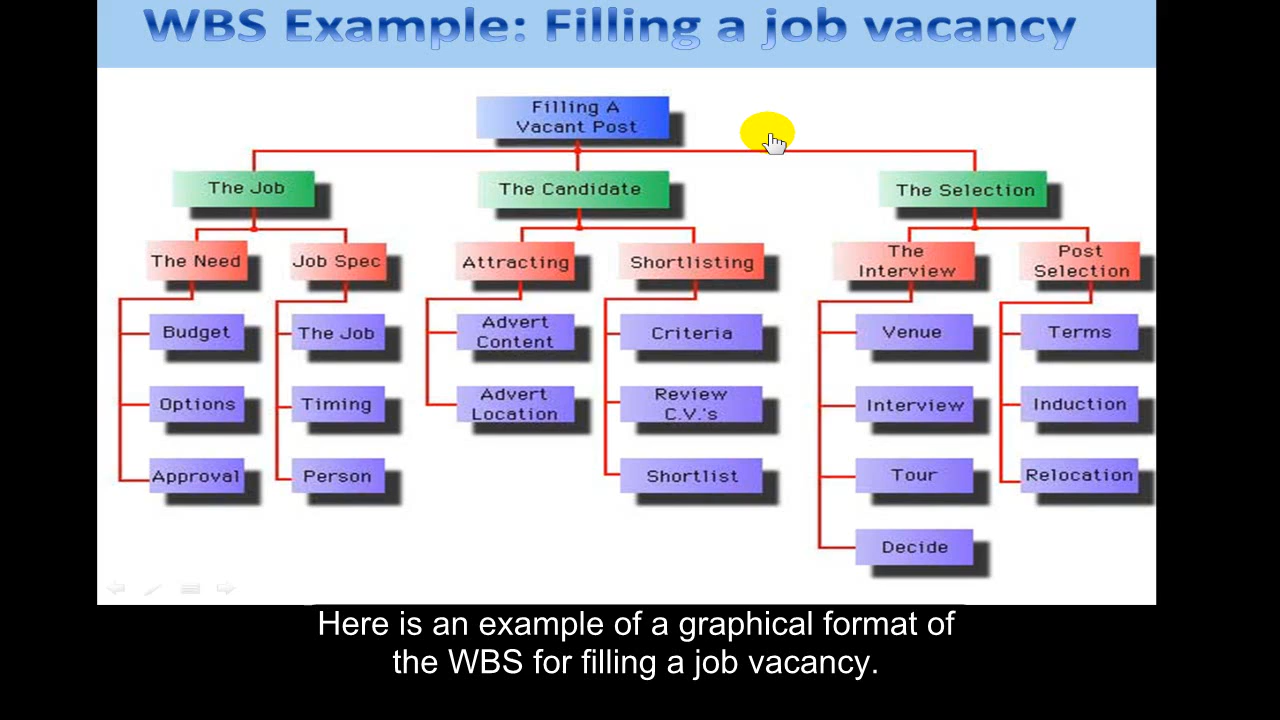 WBS Example: Filling a job vacancy
Filling A
Vacant Post
The Job
The Candidate
The Selection
The Need
Job Spec
Attracting
Shortlisting
The
Interview
Post
Selection
Budget
Options
Approval
The Job
Timing
Person
Advert
Content
Advert
Location
Criteria
Review
C.V.'s
Shortlist
Venue
Interview
Tour
Decide
Terms
Induction
Relocation
Here is an example of a graphical format of
the WBS for filling a job vacancy.